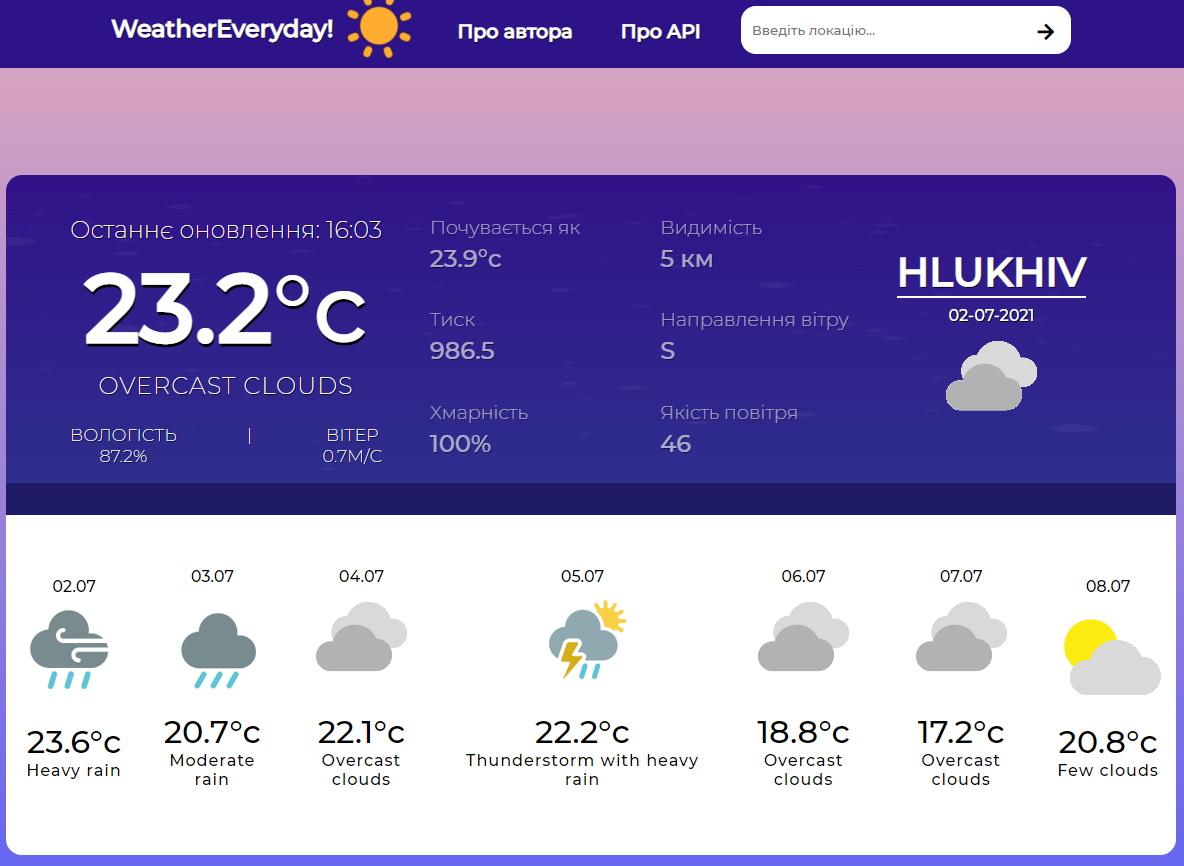 WeatherEveryday!
Про автора
Про API
Введіть локацію...
Останнє оновлення: 16:03
23.2°c
OVERCAST CLOUDS
ВОЛОГІСТЬ | ВІТЕР
87.2% 0.7М/С
Почувається як
23.9°c
Видимість
5 км
Тиск
986.5
Направлення вітру
S
Хмарність
100%
Якість повітря
46
HLUKHIV
02-07-2021
02.07
23.6°c
Heavy rain
03.07
20.7°c
Moderate
rain
04.07
22.1°c
Overcast
clouds
05.07
22.2°c
Thunderstorm with heavy
rain
06.07
18.8°c
Overcast
clouds
07.07
17.2°c
Overcast
clouds
08.07
20.8°c
Few clouds